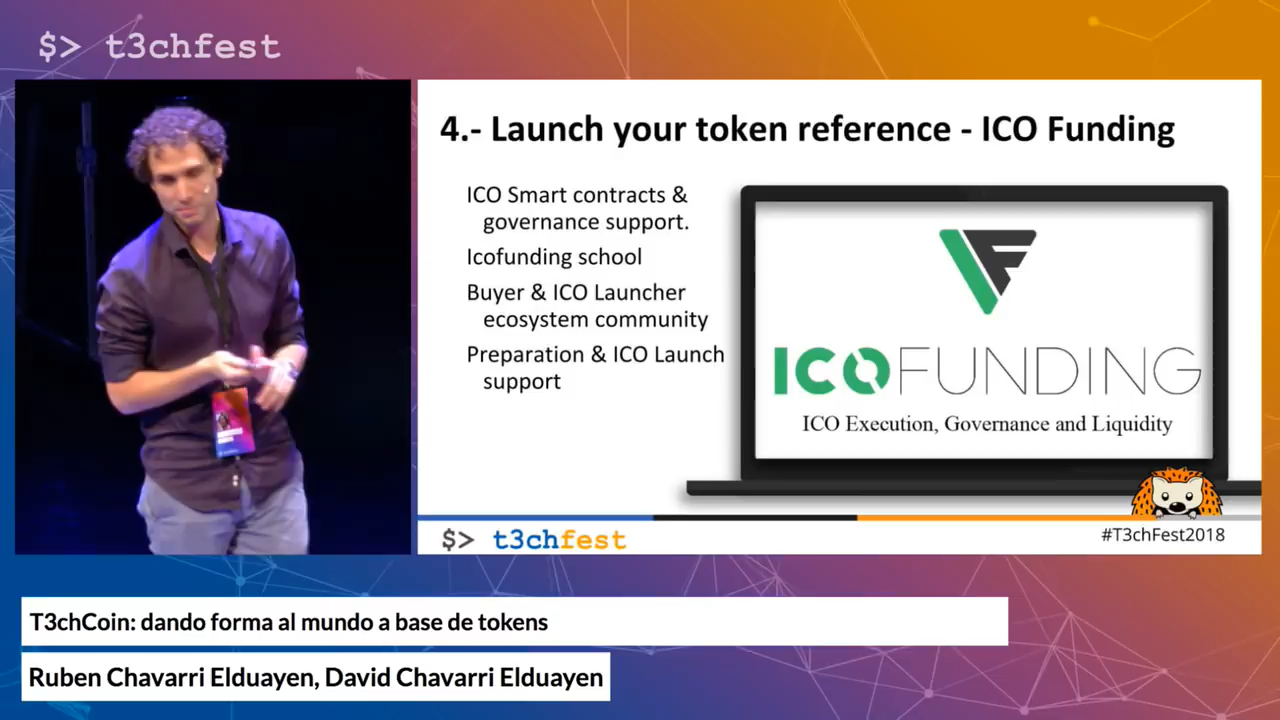 $> t3chfest
4.- Launch your token reference - ICO Funding
ICO Smart contracts &
governance support.
Icofunding school
Buyer & ICO Launcher
ecosystem community
Preparation & ICO Launch
support
ICOFUNDING
ICO Execution, Governance and Liquidity
$> t3chfest
#T3chFest2018
T3chCoin: dando forma al mundo a base de tokens
Ruben Chavarri Elduayen, David Chavarri Elduayen